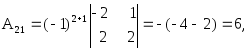 A₂₁ = (-1)²⁺¹ |-2 1; 2 2| = -(-4-2) = 6,